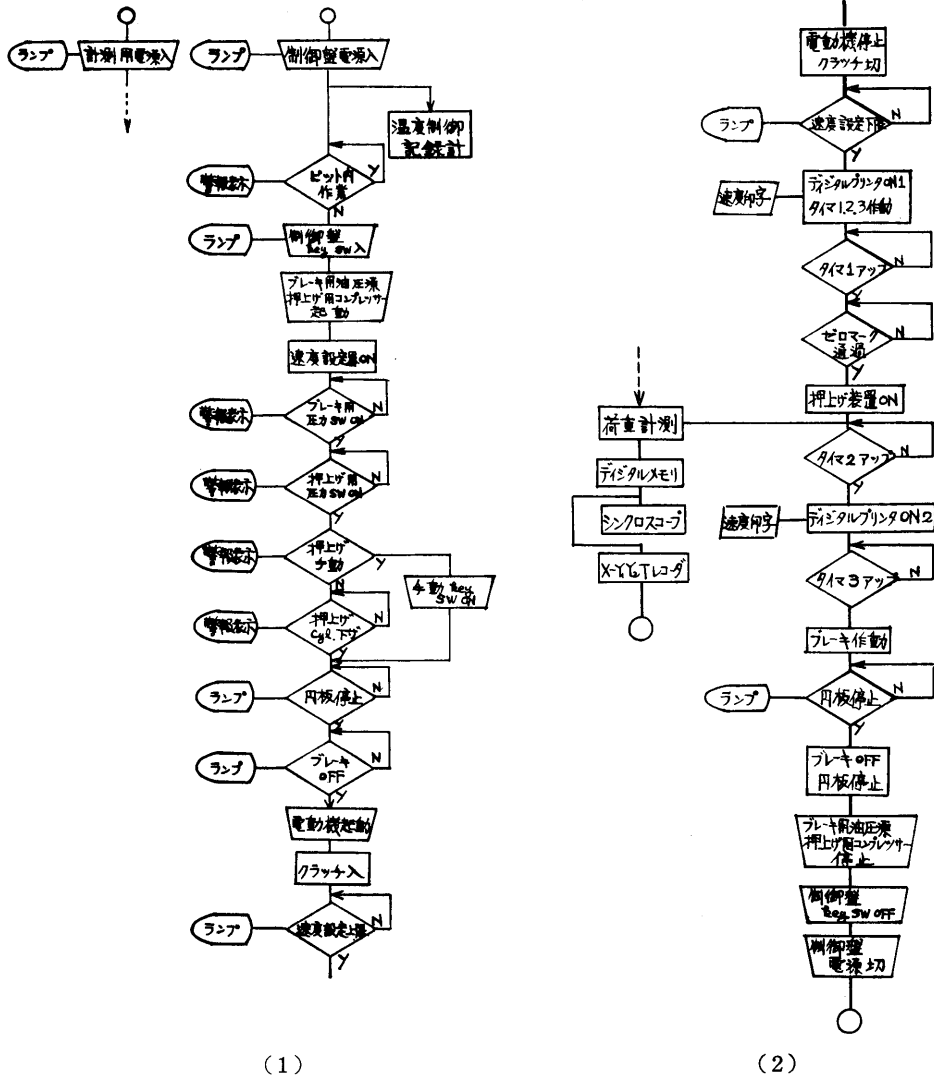 ランプ
計測用電源入
ランプ
制御盤電源入
温度制御
記録計
警報表示
ピット内
作業
Y
N
ランプ
制御盤
key SW 入
ブレーキ用油圧源
押上げ用コンプレッサー
起動
速度設定器ON
警報表示
ブレーキ用
圧力SW ON
N
Y
警報表示
押上げ用
圧力SW ON
N
Y
警報表示
押上げ
手動
Y
N
手動 key
SW ON
警報表示
押上げ
Cyl.下ゲ
N
Y
ランプ
円板停止
N
Y
ランプ
ブレーキ
OFF
N
Y
電動機起動
クラッチ入
ランプ
速度設定上限
N
Y
(1)
電動機停止
クラッチ切
ランプ
速度設定下限
N
Y
速度印字
ディジタルプリンタON1
タイマ1.2.3作動
タイマ1アップ
N
Y
ゼロマーク
通過
N
Y
押上げ装置ON
荷重計測
ディジタルメモリ
シンクロスコープ
X-Y₁Y₂Tレコーダ
タイマ2アップ
N
Y
速度印字
ディジタルプリンタON2
タイマ3アップ
N
ブレーキ作動
ランプ
円板停止
N
Y
ブレーキOFF
円板停止
ブレーキ用油圧源
押上げ用コンプレッサー
停止
制御盤
key SW OFF
制御盤
電源切
(2)